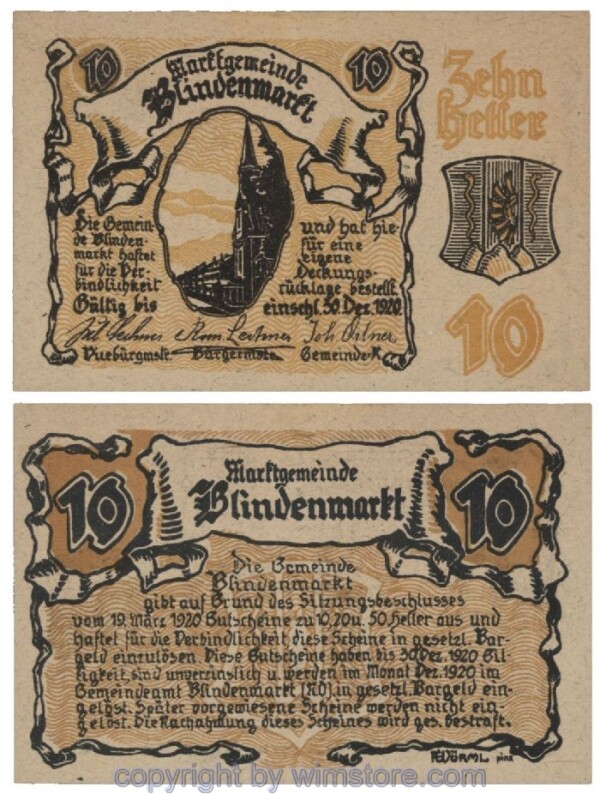 10
10
Marktgemeinde
Blindenmarkt
Zehn
Heller
Die Gemein-
de Blinden-
markt haftet
für die Ver-
bindlichkeit
Gültig bis
und hat hie-
für eine
eigene
Deckungs-
rücklage bestellt
einschl. 30. Dez. 1920
Leitner
Joh. Ortner
Vizebürgmstr. Bürgermstr. Gemeinde-R.
10
10
10
Marktgemeinde
Blindenmarkt
Die Gemeinde
Blindenmarkt
gibt auf Grund des Sitzungsbeschlusses
vom 19. März 1920 Gutscheine zu 10, 20 u. 50 Heller aus und
haftet für die Verbindlichkeit diese Scheine in gesetzl. Bar-
geld einzulösen. Diese Gutscheine haben bis 30. Dez. 1920 Gil-
tigkeit, sind unverzinslich u. werden im Monat Dez. 1920 im
Gemeindeamt Blindenmarkt (NÖ) in gesetzl. Bargeld ein-
gelöst. Später vorgewiesene Scheine werden nicht ein-
gelöst. Die Nachahmung dieses Scheines wird ges. bestraft.
pinx
copyright by wimstore.com